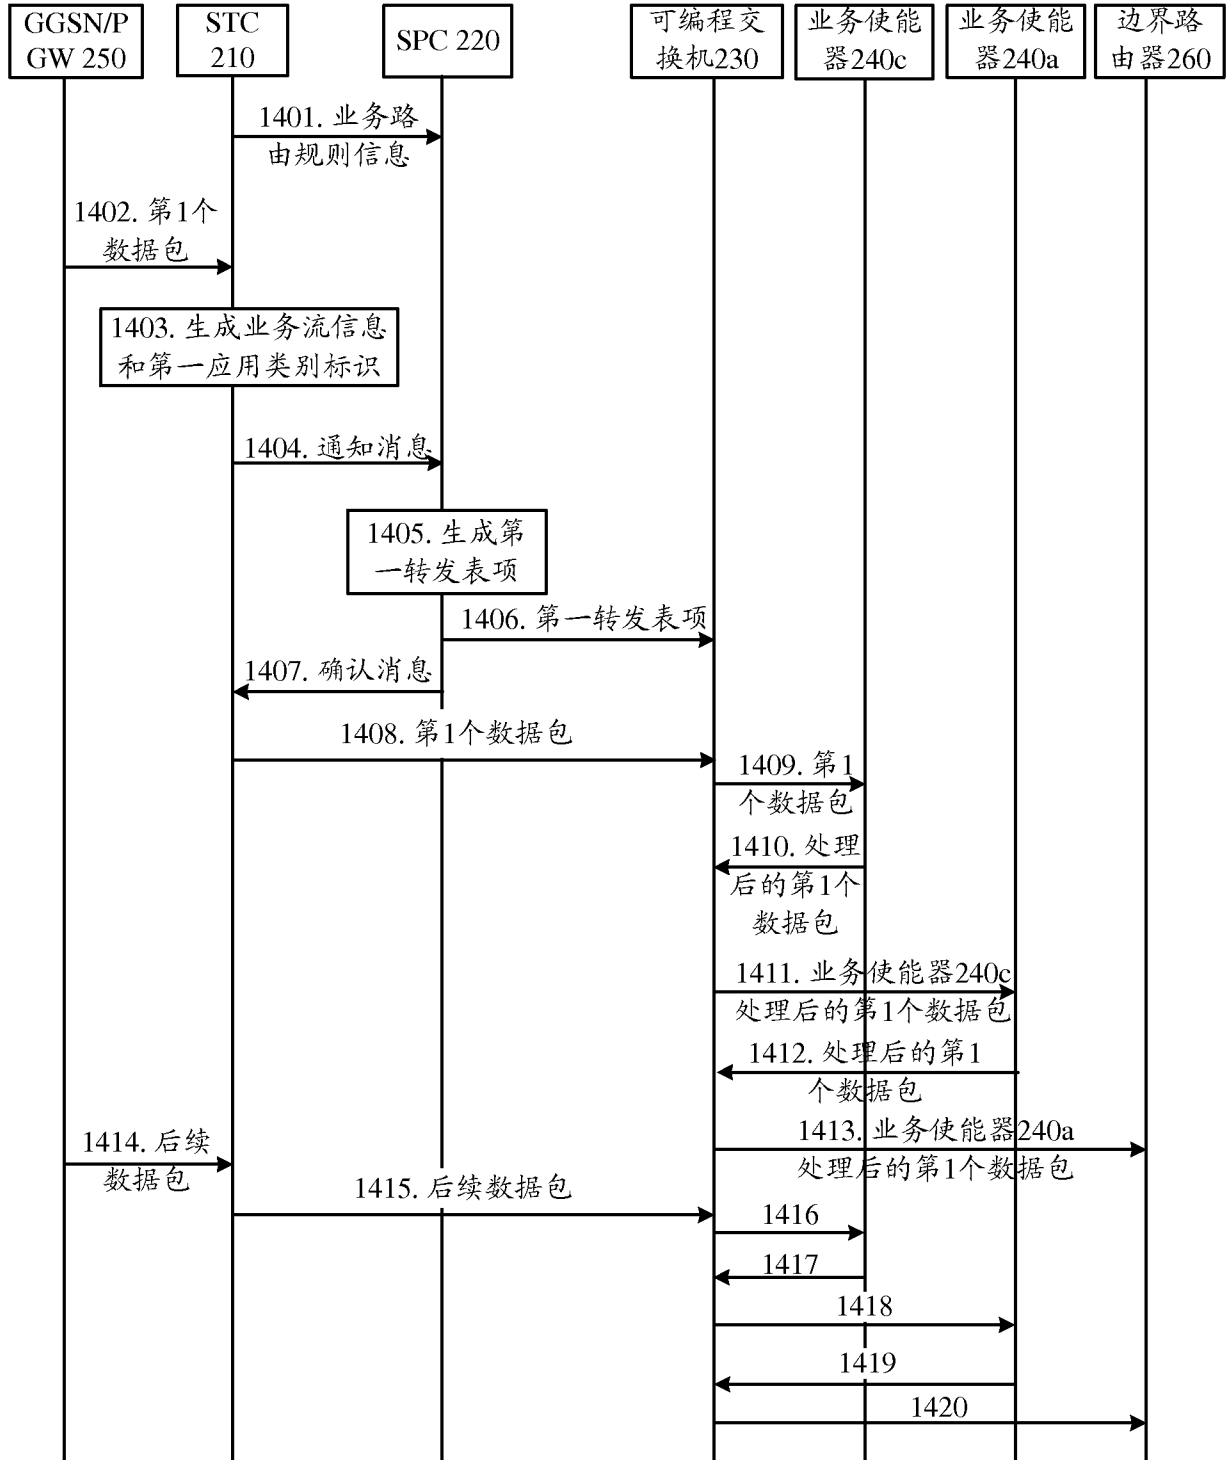 GGSN/P
GW 250
STC
210
SPC 220
可编程交
换机230
业务使能
器240c
业务使能
器240a
边界路
由器260
1401. 业务路
由规则信息
1402. 第1个
数据包
1403. 生成业务流信息
和第一应用类别标识
1404. 通知消息
1405. 生成第
一转发表项
1406. 第一转发表项
1407. 确认消息
1408. 第1个数据包
1409. 第1
个数据包
1410. 处理
后的第1个
数据包
1411. 业务使能器240c
处理后的第1个数据包
1412. 处理后的第1
个数据包
1413. 业务使能器240a
处理后的第1个数据包
1414. 后续
数据包
1415. 后续数据包
1416
1417
1418
1419
1420